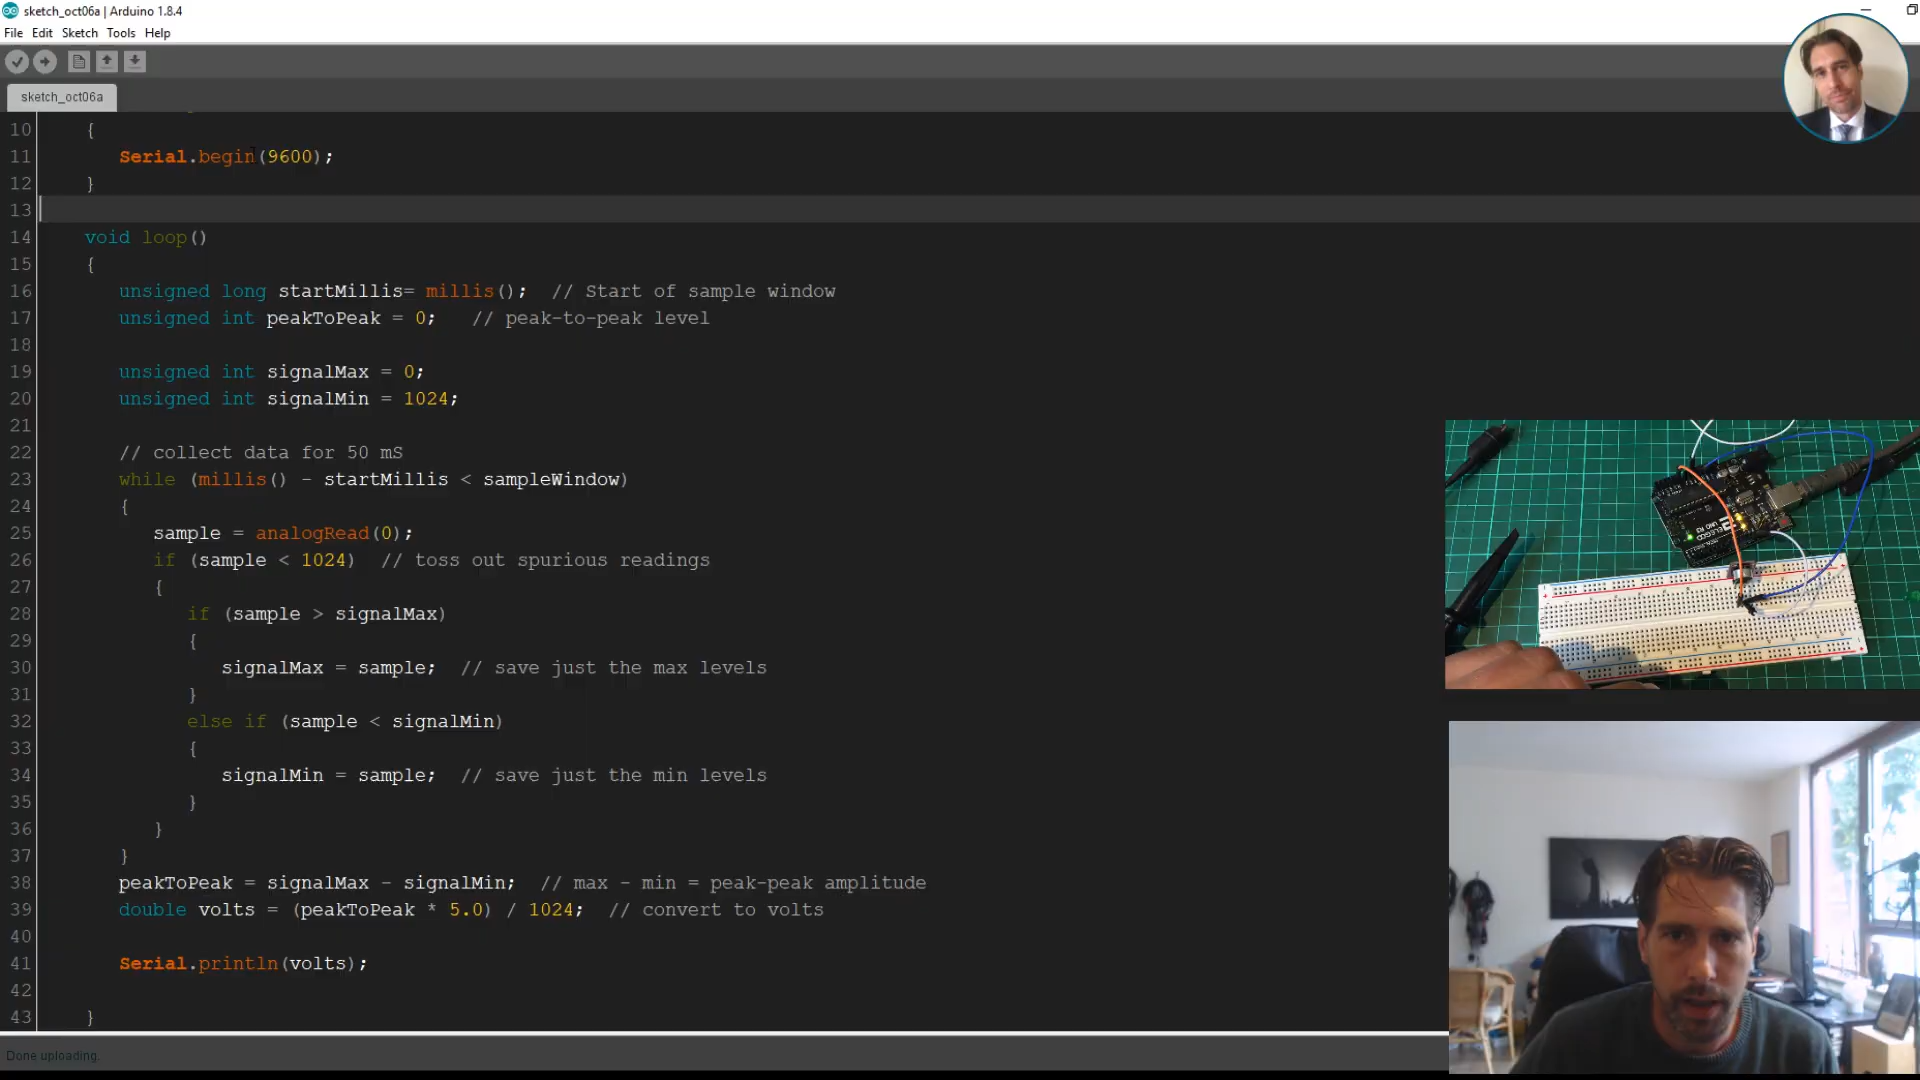 sketch_oct06a | Arduino 1.8.4
File Edit Sketch Tools Help
sketch_oct06a
10 {
11 Serial.begin(9600);
12 }
13
14 void loop()
15 {
16 unsigned long startMillis= millis(); // Start of sample window
17 unsigned int peakToPeak = 0; // peak-to-peak level
18
19 unsigned int signalMax = 0;
20 unsigned int signalMin = 1024;
21
22 // collect data for 50 mS
23 while (millis() - startMillis < sampleWindow)
24 {
25 sample = analogRead(0);
26 if (sample < 1024) // toss out spurious readings
27 {
28 if (sample > signalMax)
29 {
30 signalMax = sample; // save just the max levels
31 }
32 else if (sample < signalMin)
33 {
34 signalMin = sample; // save just the min levels
35 }
36 }
37 }
38 peakToPeak = signalMax - signalMin; // max - min = peak-peak amplitude
39 double volts = (peakToPeak * 5.0) / 1024; // convert to volts
40
41 Serial.println(volts);
42
43 }
Done uploading.
UNO R3
ELEGOO